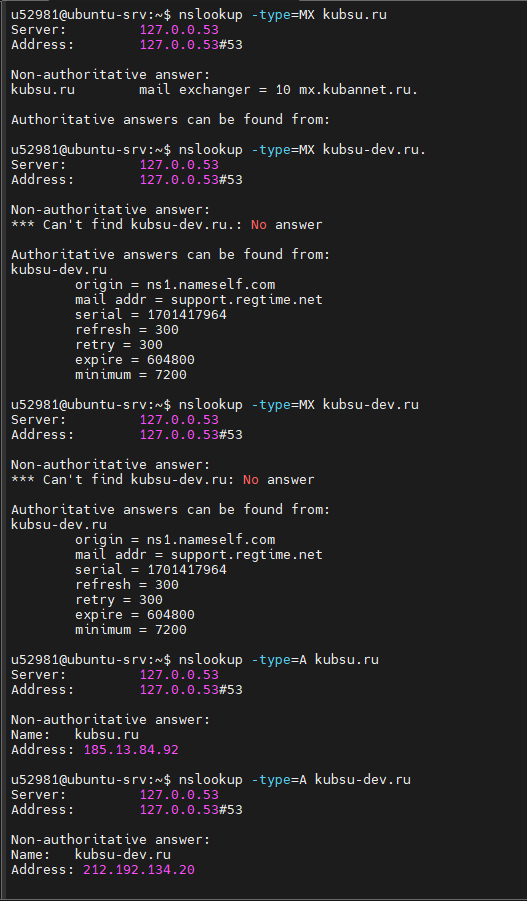 u52981@ubuntu-srv:~$ nslookup -type=MX kubsu.ru
Server:         127.0.0.53
Address:        127.0.0.53#53
Non-authoritative answer:
kubsu.ru        mail exchanger = 10 mx.kubannet.ru.
Authoritative answers can be found from:
u52981@ubuntu-srv:~$ nslookup -type=MX kubsu-dev.ru.
Server:         127.0.0.53
Address:        127.0.0.53#53
Non-authoritative answer:
*** Can't find kubsu-dev.ru.: No answer
Authoritative answers can be found from:
kubsu-dev.ru
        origin = ns1.nameself.com
        mail addr = support.regtime.net
        serial = 1701417964
        refresh = 300
        retry = 300
        expire = 604800
        minimum = 7200
u52981@ubuntu-srv:~$ nslookup -type=MX kubsu-dev.ru
Server:         127.0.0.53
Address:        127.0.0.53#53
Non-authoritative answer:
*** Can't find kubsu-dev.ru: No answer
Authoritative answers can be found from:
kubsu-dev.ru
        origin = ns1.nameself.com
        mail addr = support.regtime.net
        serial = 1701417964
        refresh = 300
        retry = 300
        expire = 604800
        minimum = 7200
u52981@ubuntu-srv:~$ nslookup -type=A kubsu.ru
Server:         127.0.0.53
Address:        127.0.0.53#53
Non-authoritative answer:
Name:   kubsu.ru
Address: 185.13.84.92
u52981@ubuntu-srv:~$ nslookup -type=A kubsu-dev.ru
Server:         127.0.0.53
Address:        127.0.0.53#53
Non-authoritative answer:
Name:   kubsu-dev.ru
Address: 212.192.134.20